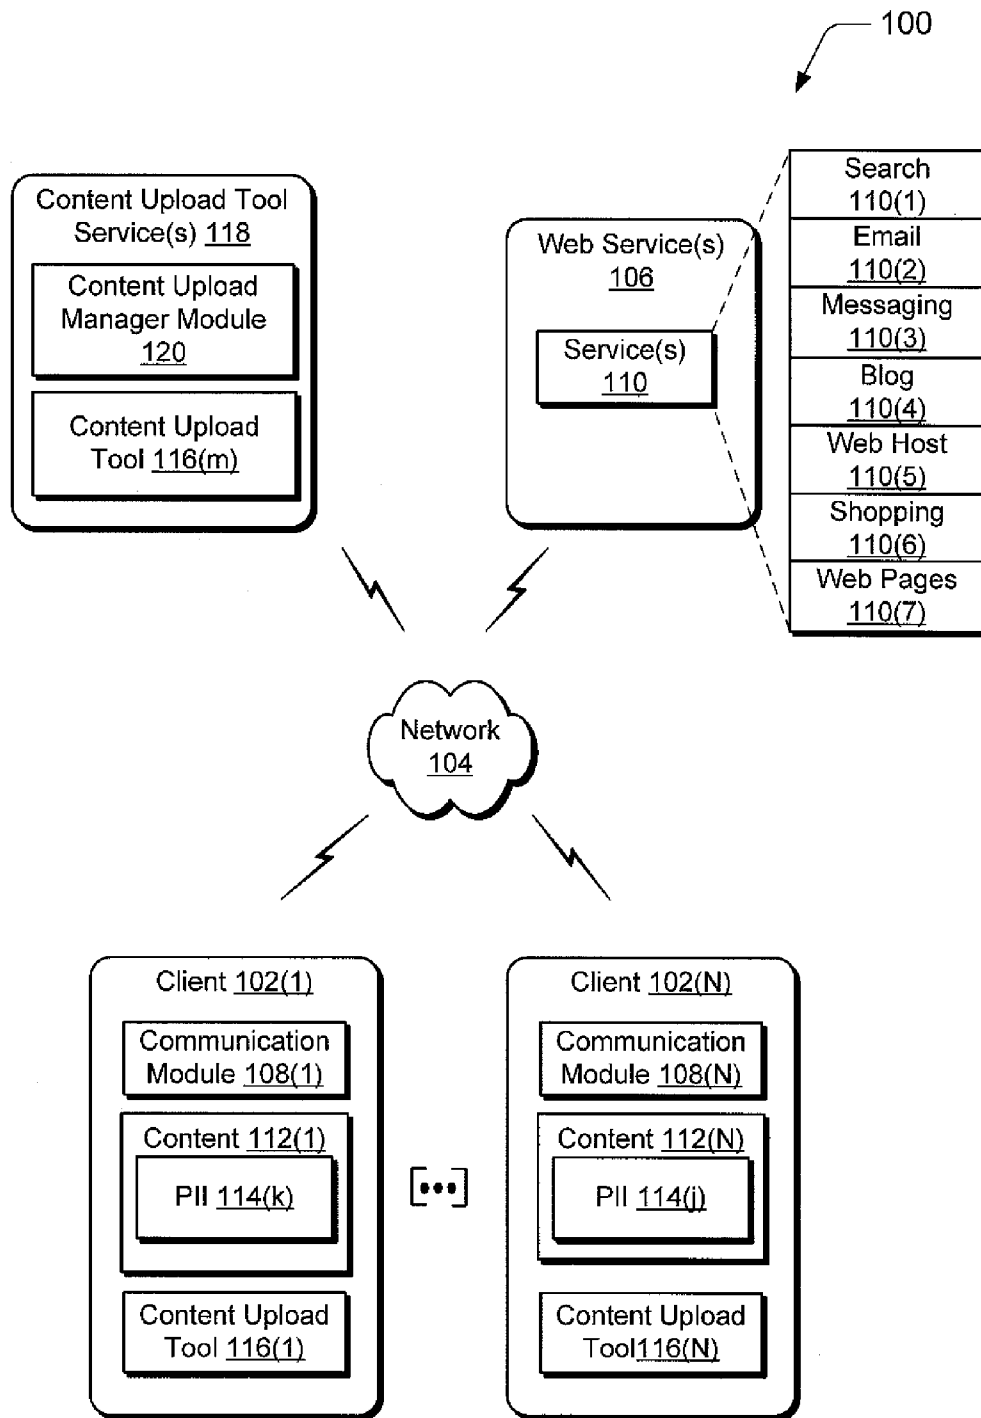 100
Content Upload Tool
Service(s) 118
Content Upload
Manager Module
120
Content Upload
Tool 116(m)
Web Service(s)
106
Service(s)
110
Search
110(1)
Email
110(2)
Messaging
110(3)
Blog
110(4)
Web Host
110(5)
Shopping
110(6)
Web Pages
110(7)
Network
104
Client 102(1)
Communication
Module 108(1)
Content 112(1)
PII 114(k)
Content Upload
Tool 116(1)
[•••]
Client 102(N)
Communication
Module 108(N)
Content 112(N)
PII 114(j)
Content Upload
Tool116(N)